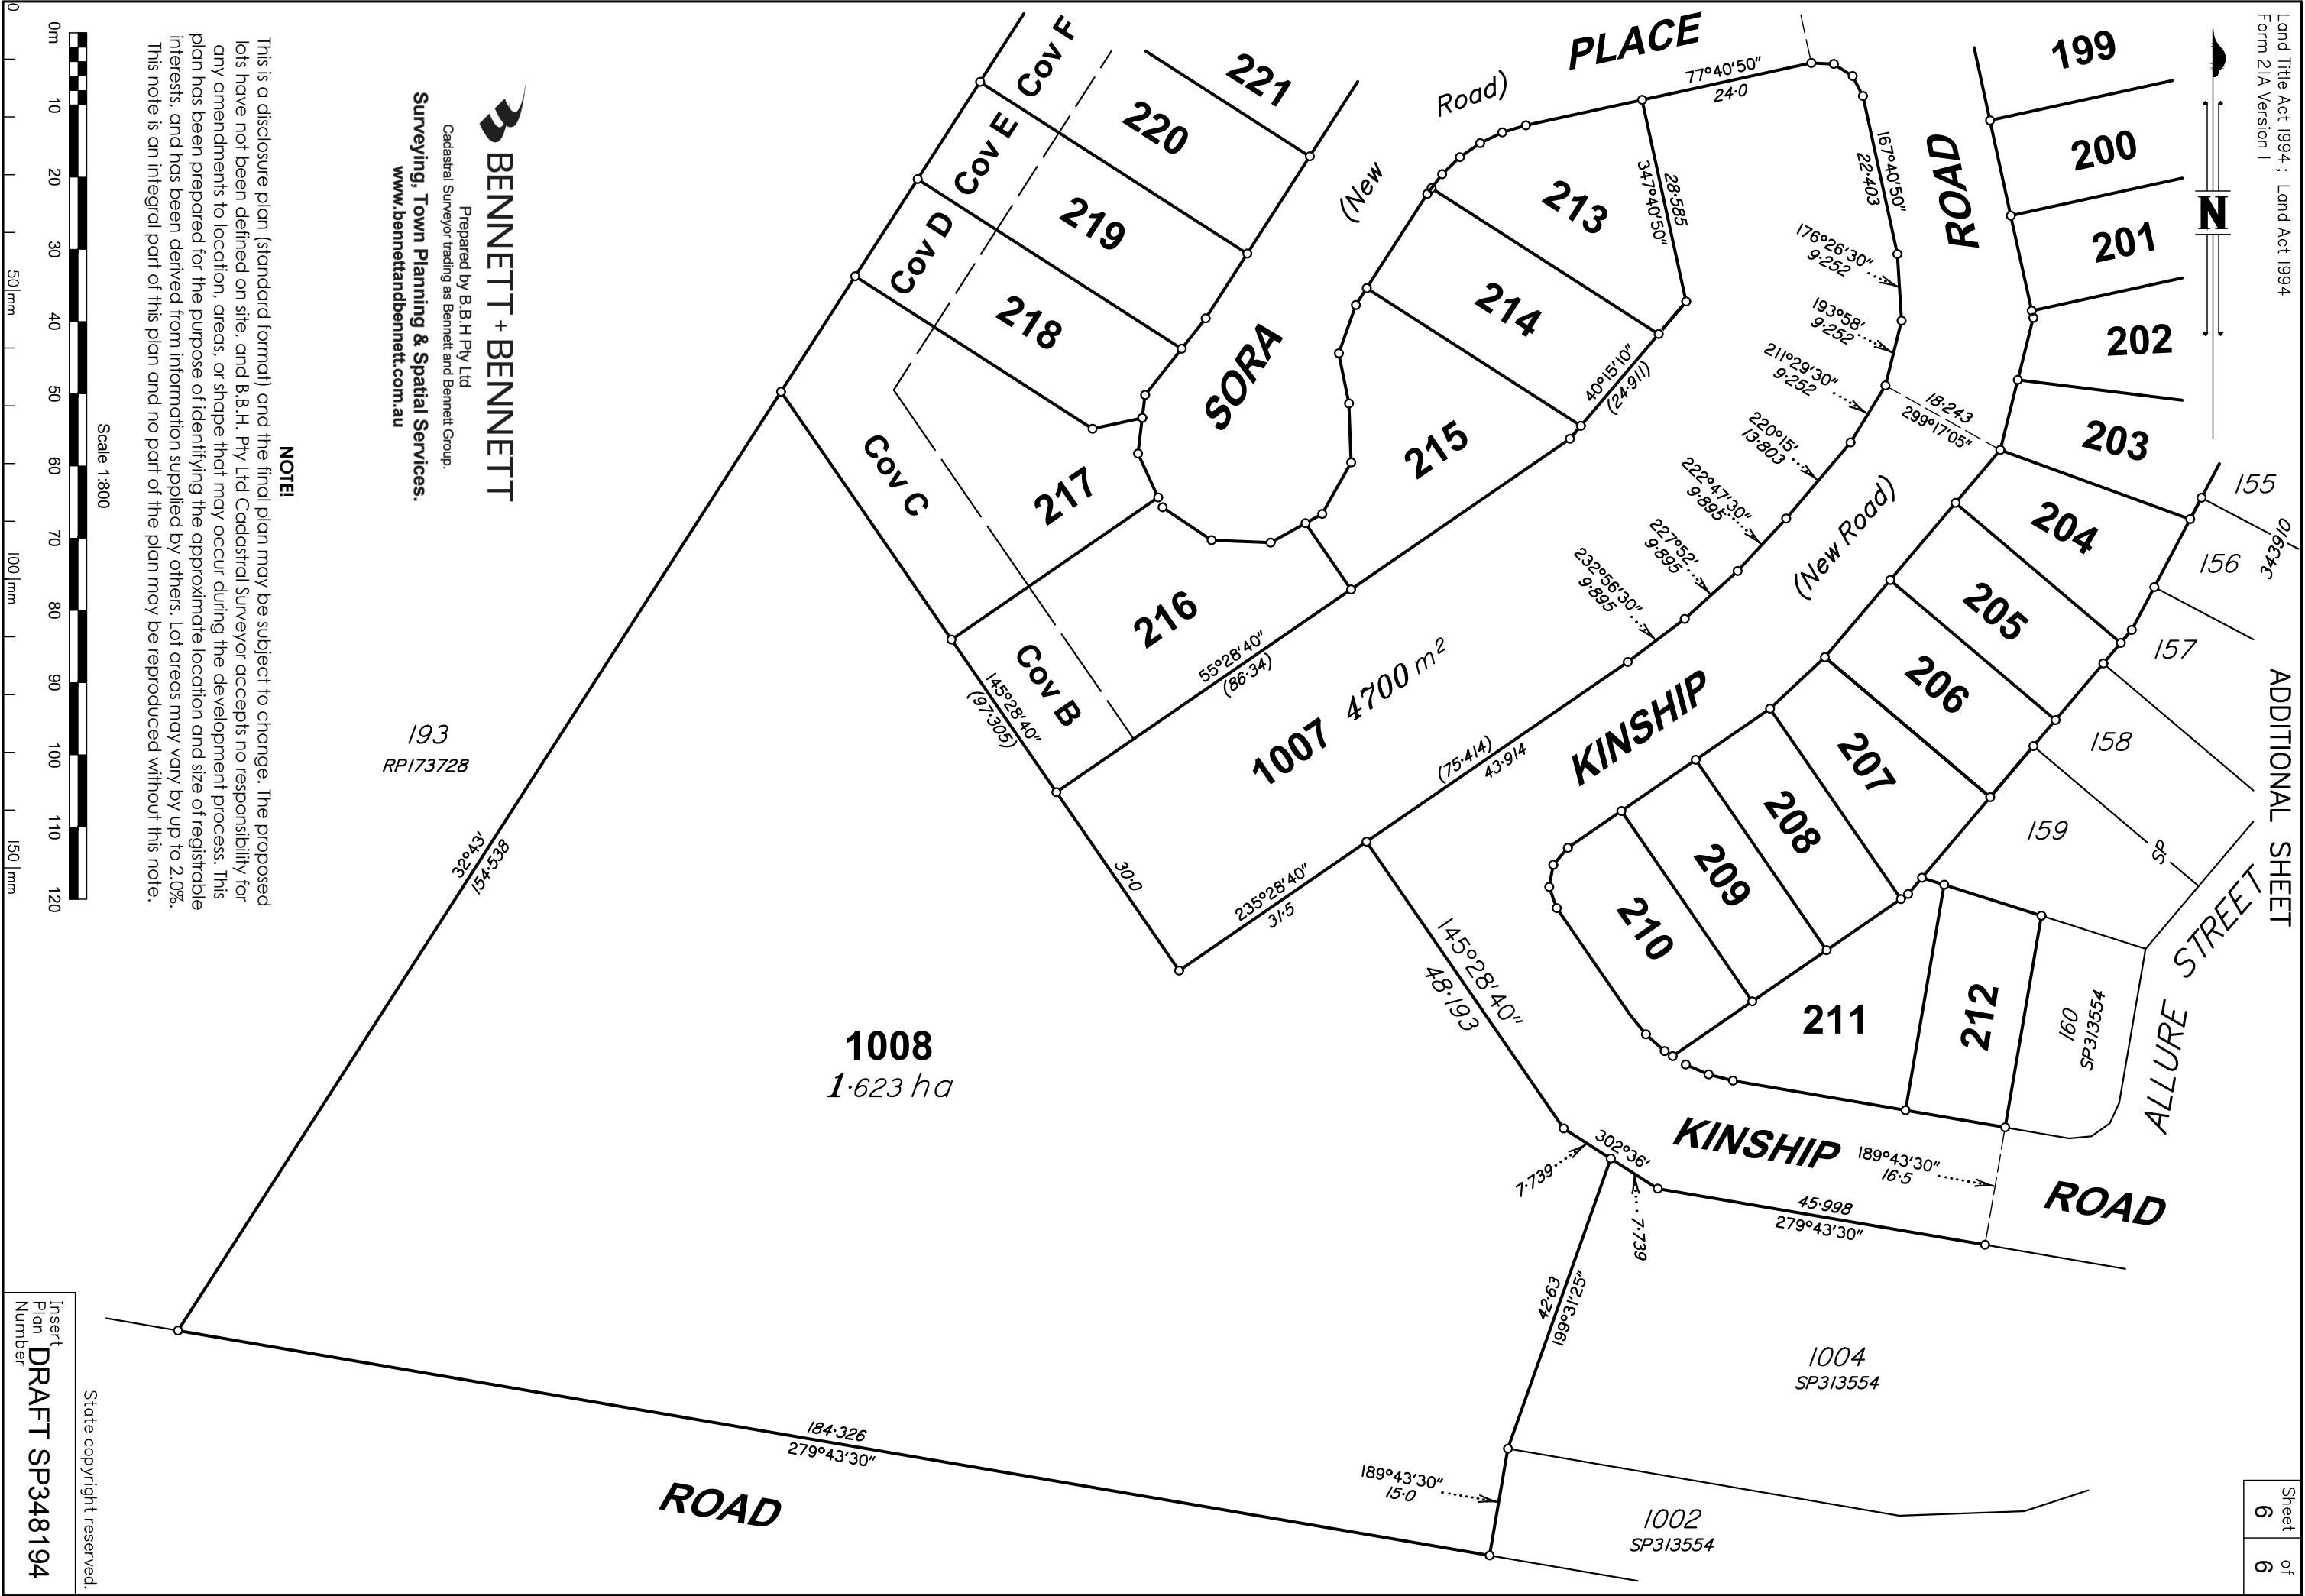 Land Title Act 1994; Land Act 1994
Form 21A Version 1
ADDITIONAL SHEET
Sheet of
6 6
N
199
200
201
202
203
204
205
206
207
208
209
210
211
212
155
156
157
158
159
343910
SP
160
SP313554
ALLURE STREET
PLACE
ROAD
77°40′50″
24·0
167°40′50″
22·403
28·585
347°40′50″
176°26′30″
9·252
193°58′
9·252
211°29′30″
9·252
220°15′
13·803
222°47′30″
9·895
227°52′
9·895
232°56′30″
9·895
18·243
299°17′05″
(New Road)
KINSHIP
213
214
215
40°15′10″
(24·911)
SORA
(New
Road)
221
220
219
218
217
216
Cov F
Cov E
Cov D
Cov C
Cov B
55°28′40″
(86·34)
1007 4700 m²
(75·414)
43·914
145°28′40″
(97·305)
30·0
235°28′40″
31·5
145°28′40″
48·193
302°36′
7·739
7·739
KINSHIP
ROAD
189°43′30″
16·5
45·998
279°43′30″
42·63
199°31′25″
1004
SP313554
1002
SP313554
189°43′30″
15·0
1008
1·623 ha
193
RP173728
32°43′
154·538
184·326
279°43′30″
ROAD
BENNETT + BENNETT
Prepared by B.B.H Pty Ltd
Cadastral Surveyor trading as Bennett and Bennett Group.
Surveying, Town Planning & Spatial Services.
www.bennettandbennett.com.au
NOTE!
This is a disclosure plan (standard format) and the final plan may be subject to change. The proposed
lots have not been defined on site, and B.B.H. Pty Ltd Cadastral Surveyor accepts no responsibility for
any amendments to location, areas, or shape that may occur during the development process. This
plan has been prepared for the purpose of identifying the approximate location and size of registrable
interests, and has been derived from information supplied by others. Lot areas may vary by up to 2.0%.
This note is an integral part of this plan and no part of the plan may be reproduced without this note.
Scale 1:800
0m 10 20 30 40 50 60 70 80 90 100 110 120
0 50mm 100mm 150mm
State copyright reserved.
Insert
Plan
Number
DRAFT SP348194